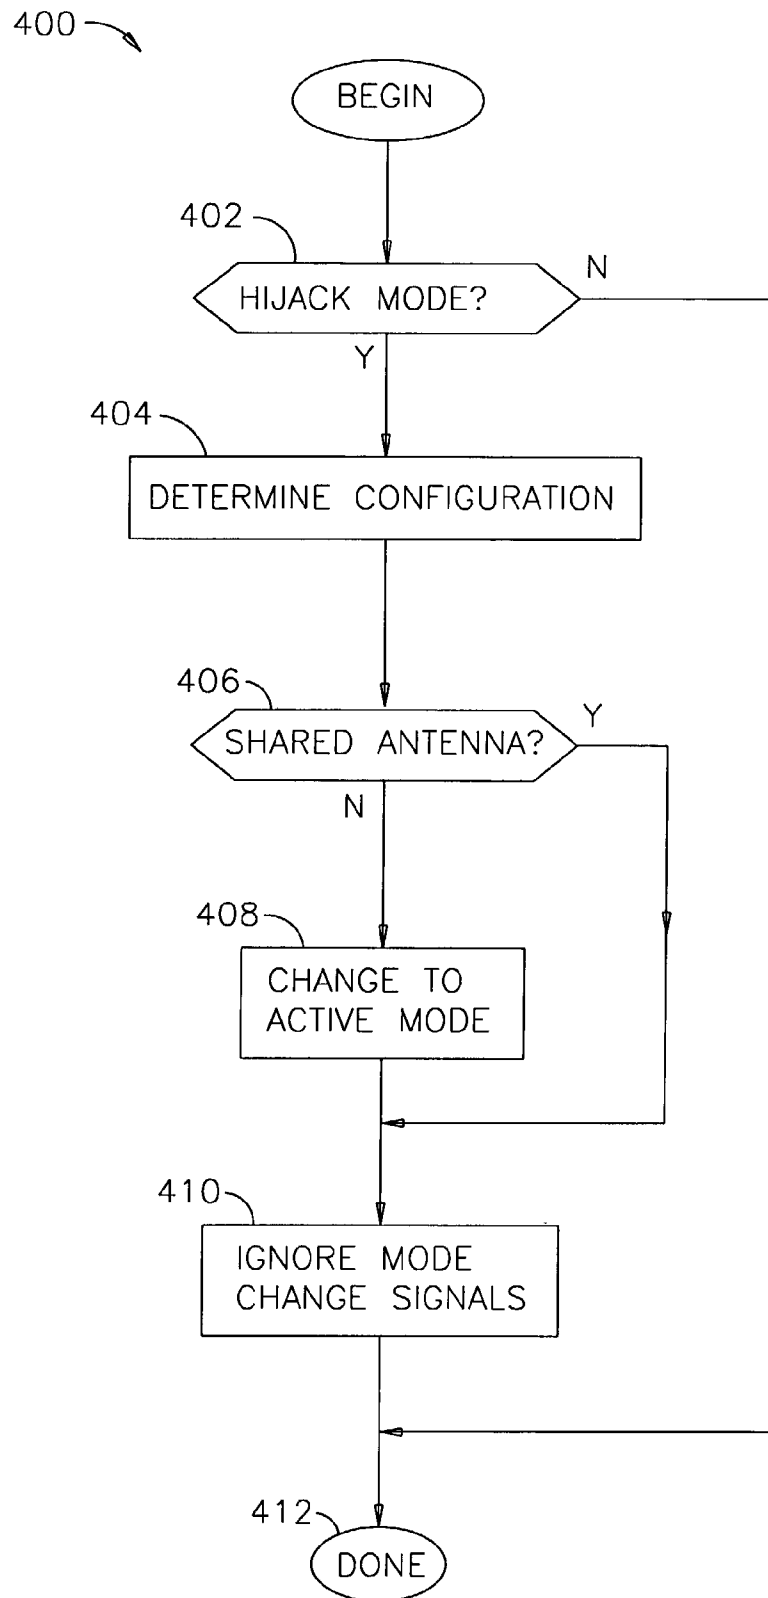 400
BEGIN
402
N
HIJACK MODE?
Y
404
DETERMINE CONFIGURATION
406
Y
SHARED ANTENNA?
N
408
CHANGE TO
ACTIVE MODE
410
IGNORE MODE
CHANGE SIGNALS
412
DONE